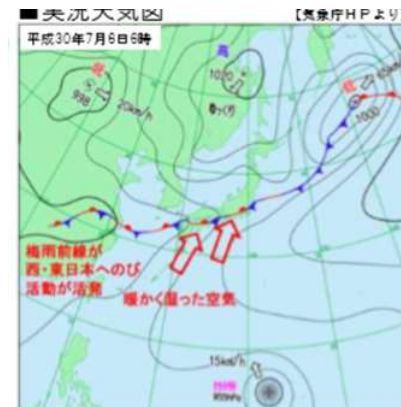 ■実況天気図
【気象庁HPより】
平成30年7月6日6時
低
998
20km/h
高
1020
ゆっくり
低
1000
梅雨前線が
西・東日本へのび
活動が活発
暖かく湿った空気
15km/h